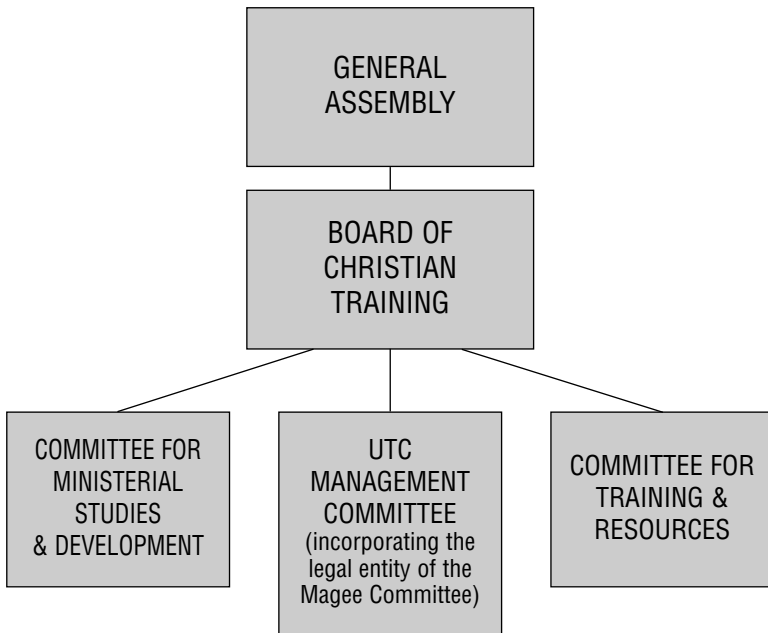 GENERAL
ASSEMBLY
BOARD OF
CHRISTIAN
TRAINING
COMMITTEE FOR
MINISTERIAL
STUDIES
& DEVELOPMENT
UTC
MANAGEMENT
COMMITTEE
(incorporating the
legal entity of the
Magee Committee)
COMMITTEE FOR
TRAINING &
RESOURCES